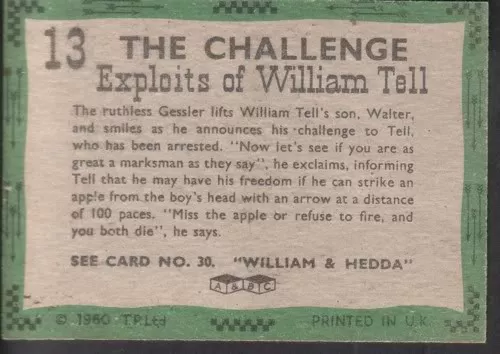 13 THE CHALLENGE
Exploits of William Tell
The ruthless Gessler lifts William Tell's son, Walter,
and smiles as he announces his challenge to Tell,
who has been arrested. "Now let's see if you are as
great a marksman as they say", he exclaims, informing
Tell that he may have his freedom if he can strike an
apple from the boy's head with an arrow at a distance
of 100 paces. "Miss the apple or refuse to fire, and
you both die", he says.
SEE CARD NO. 30, "WILLIAM & HEDDA"
A & B C
© 1960 T.P.Ltd PRINTED IN U.K